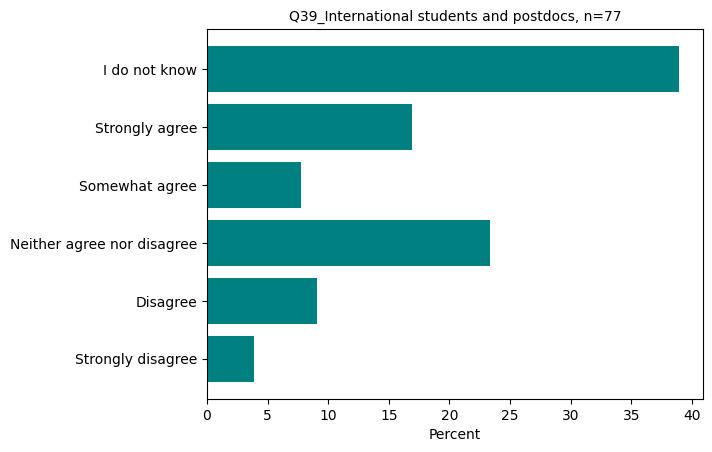 Q39_International students and postdocs, n=77
I do not know
Strongly agree
Somewhat agree
Neither agree nor disagree
Disagree
Strongly disagree
0 5 10 15 20 25 30 35 40
Percent